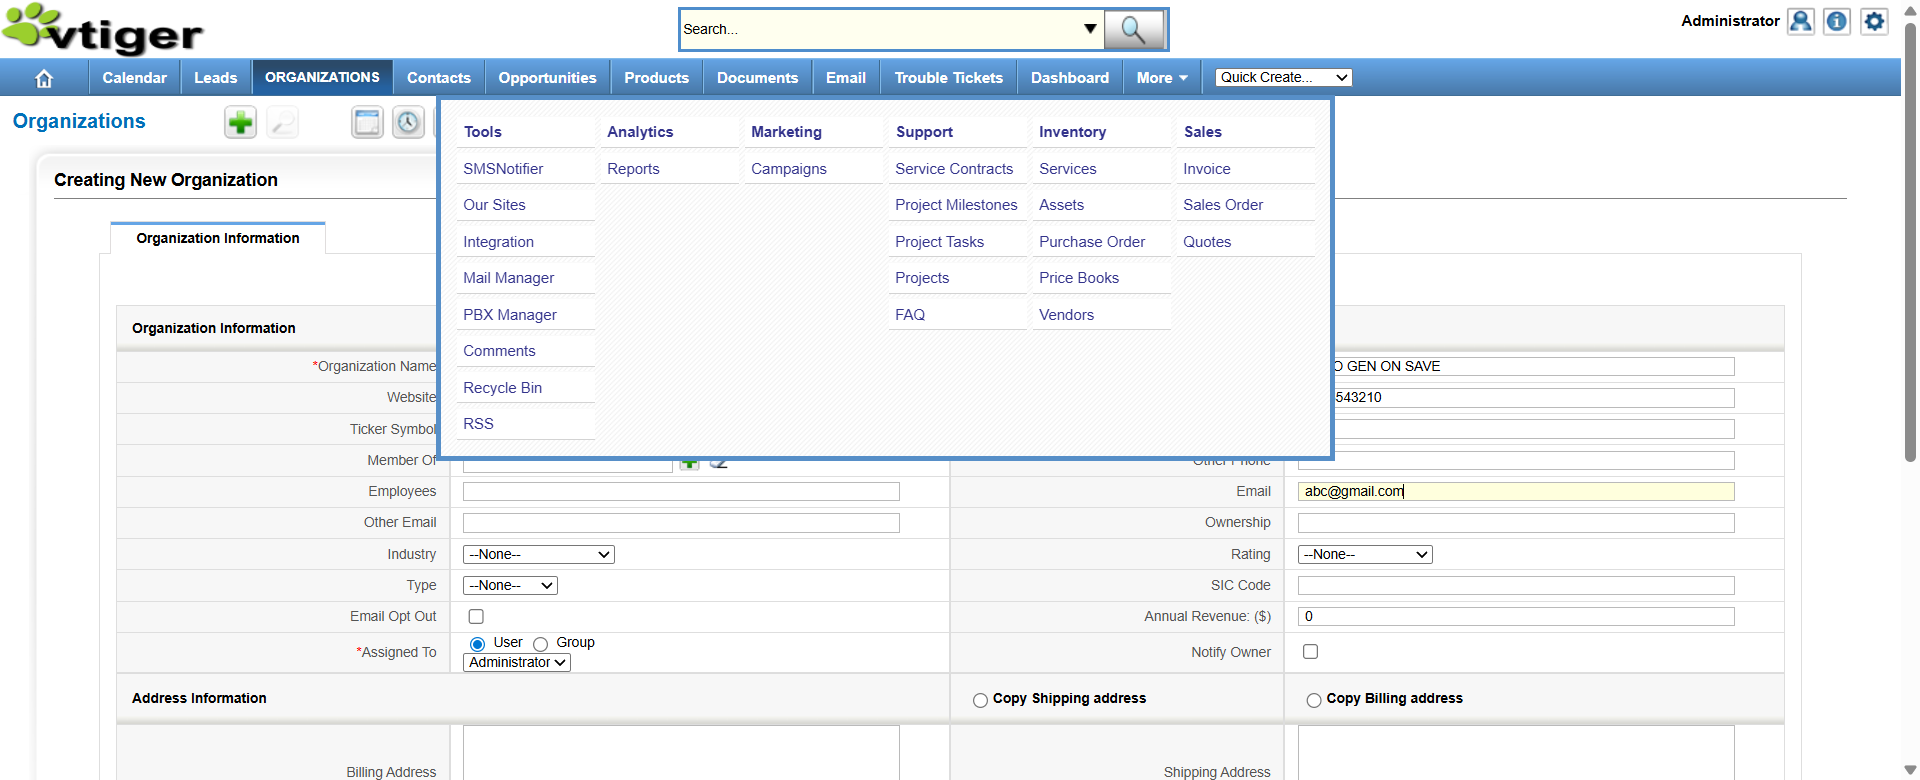 vtiger
Search...
Administrator
Calendar
Leads
ORGANIZATIONS
Contacts
Opportunities
Products
Documents
Email
Trouble Tickets
Dashboard
More
Quick Create...
Organizations
Tools
Analytics
Marketing
Support
Inventory
Sales
SMSNotifier
Reports
Campaigns
Service Contracts
Services
Invoice
Our Sites
Project Milestones
Assets
Sales Order
Integration
Project Tasks
Purchase Order
Quotes
Mail Manager
Projects
Price Books
PBX Manager
FAQ
Vendors
Comments
Recycle Bin
RSS
Creating New Organization
Organization Information
Organization Information
*Organization Name
O GEN ON SAVE
Website
543210
Ticker Symbol
Member Of
Other Phone
Employees
Email
abc@gmail.com
Other Email
Ownership
Industry
--None--
Rating
--None--
Type
--None--
SIC Code
Email Opt Out
Annual Revenue: ($)
0
*Assigned To
User
Group
Administrator
Notify Owner
Address Information
Copy Shipping address
Copy Billing address
Billing Address
Shipping Address